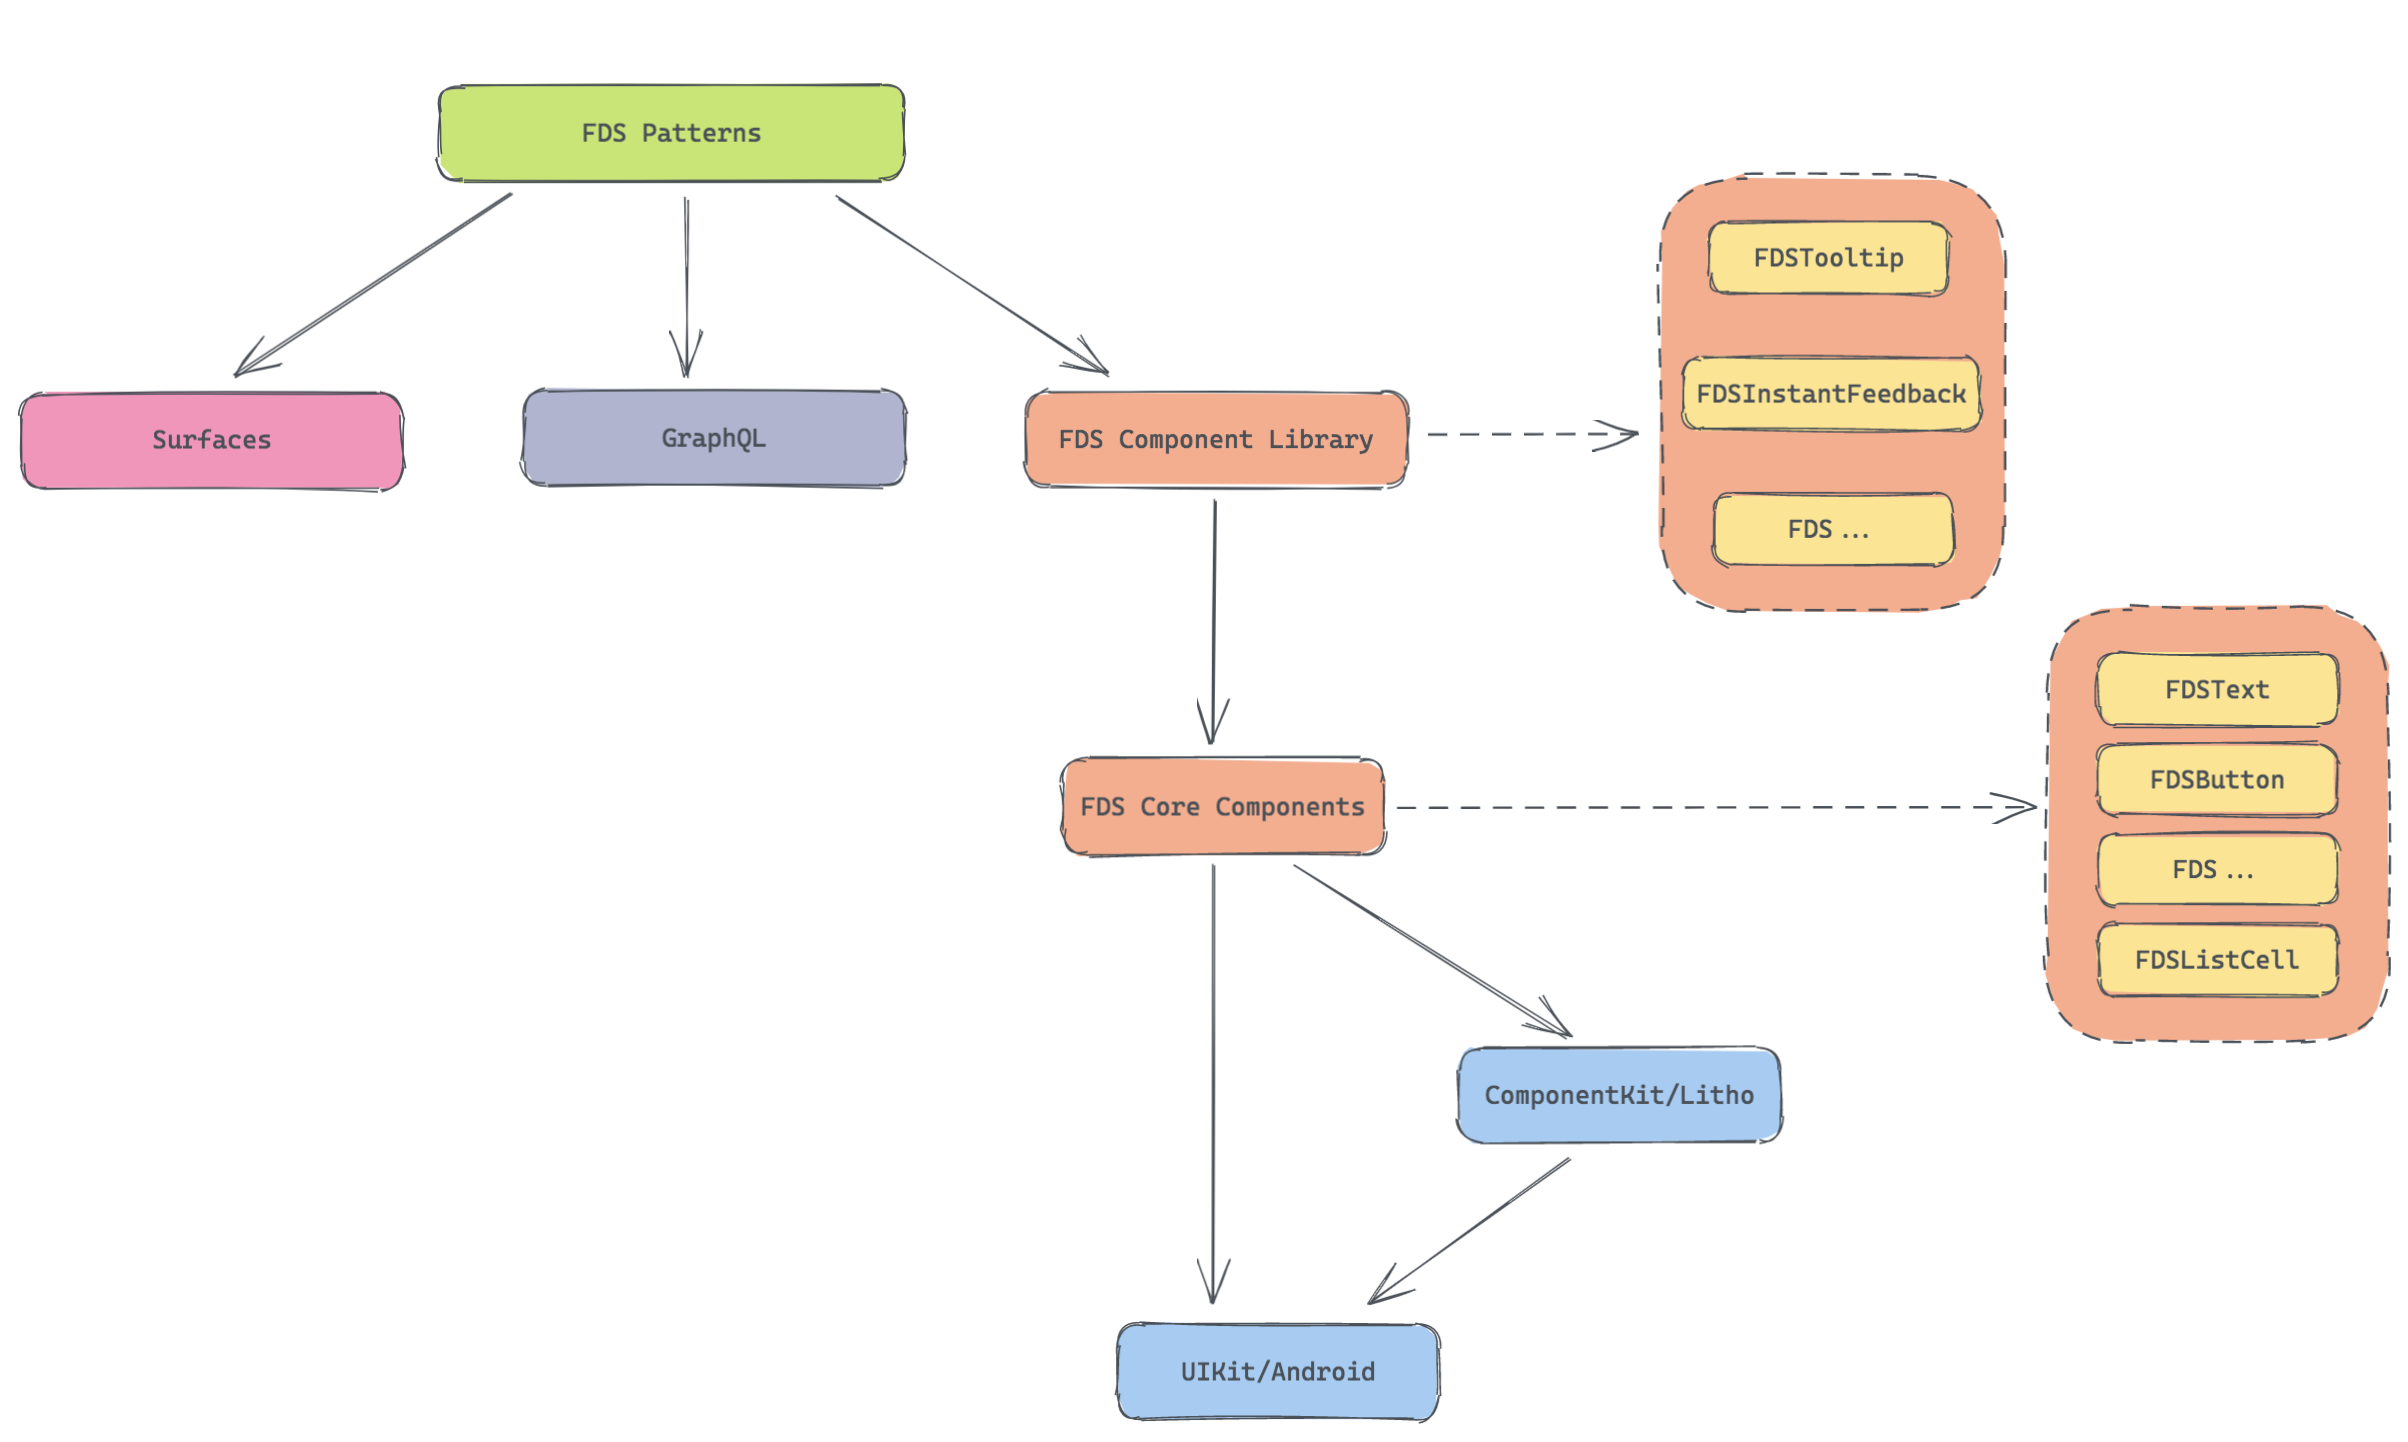 FDS Patterns
Surfaces
GraphQL
FDS Component Library
FDSTooltip
FDSInstantFeedback
FDS ...
FDS Core Components
FDSText
FDSButton
FDS ...
FDSListCell
ComponentKit/Litho
UIKit/Android